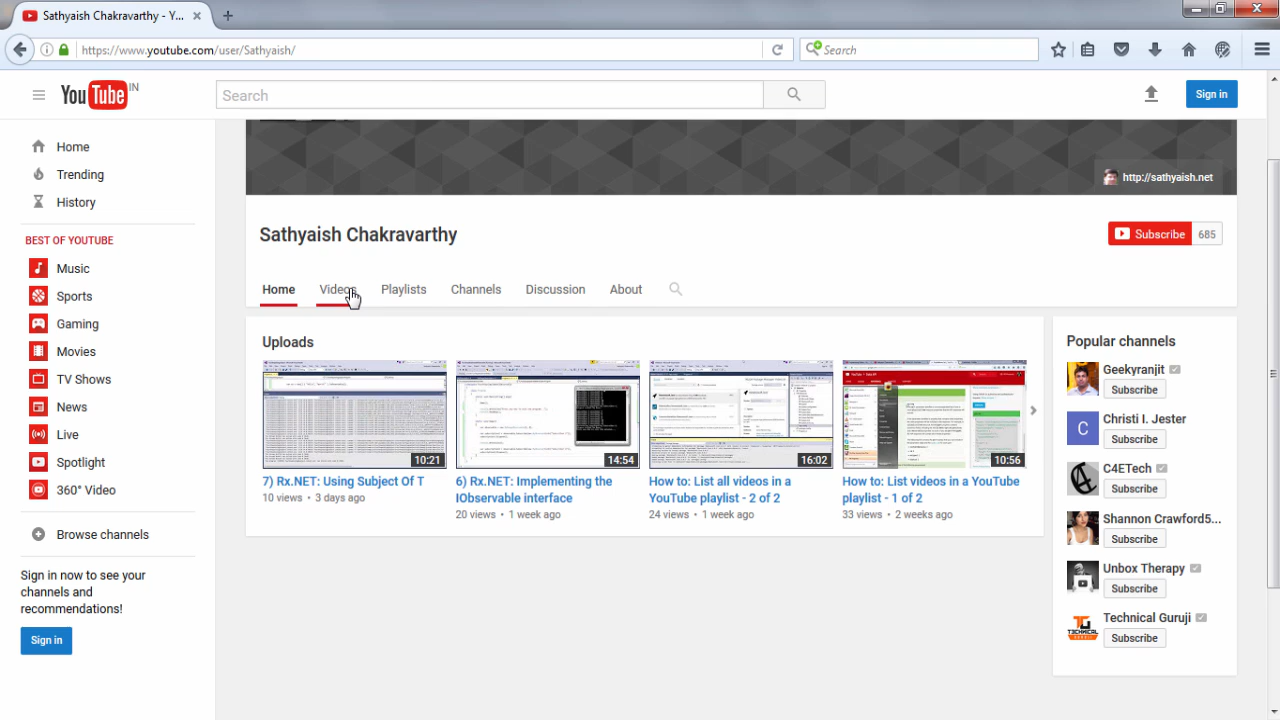 Sathyaish Chakravarthy - Y...
https://www.youtube.com/user/Sathyaish/
Search
YouTube IN
Search
Sign in
Home
Trending
History
BEST OF YOUTUBE
Music
Sports
Gaming
Movies
TV Shows
News
Live
Spotlight
360° Video
Browse channels
Sign in now to see your
channels and
recommendations!
Sign in
http://sathyaish.net
Sathyaish Chakravarthy
Subscribe 685
Home Videos Playlists Channels Discussion About
Uploads
10:21
7) Rx.NET: Using Subject Of T
10 views • 3 days ago
14:54
6) Rx.NET: Implementing the
IObservable interface
20 views • 1 week ago
16:02
How to: List all videos in a
YouTube playlist - 2 of 2
24 views • 1 week ago
10:56
How to: List videos in a YouTube
playlist - 1 of 2
33 views • 2 weeks ago
Popular channels
Geekyranjit
Subscribe
C
Christi I. Jester
Subscribe
C4ETech
Subscribe
Shannon Crawford5...
Subscribe
Unbox Therapy
Subscribe
TECHNICAL
Technical Guruji
Subscribe